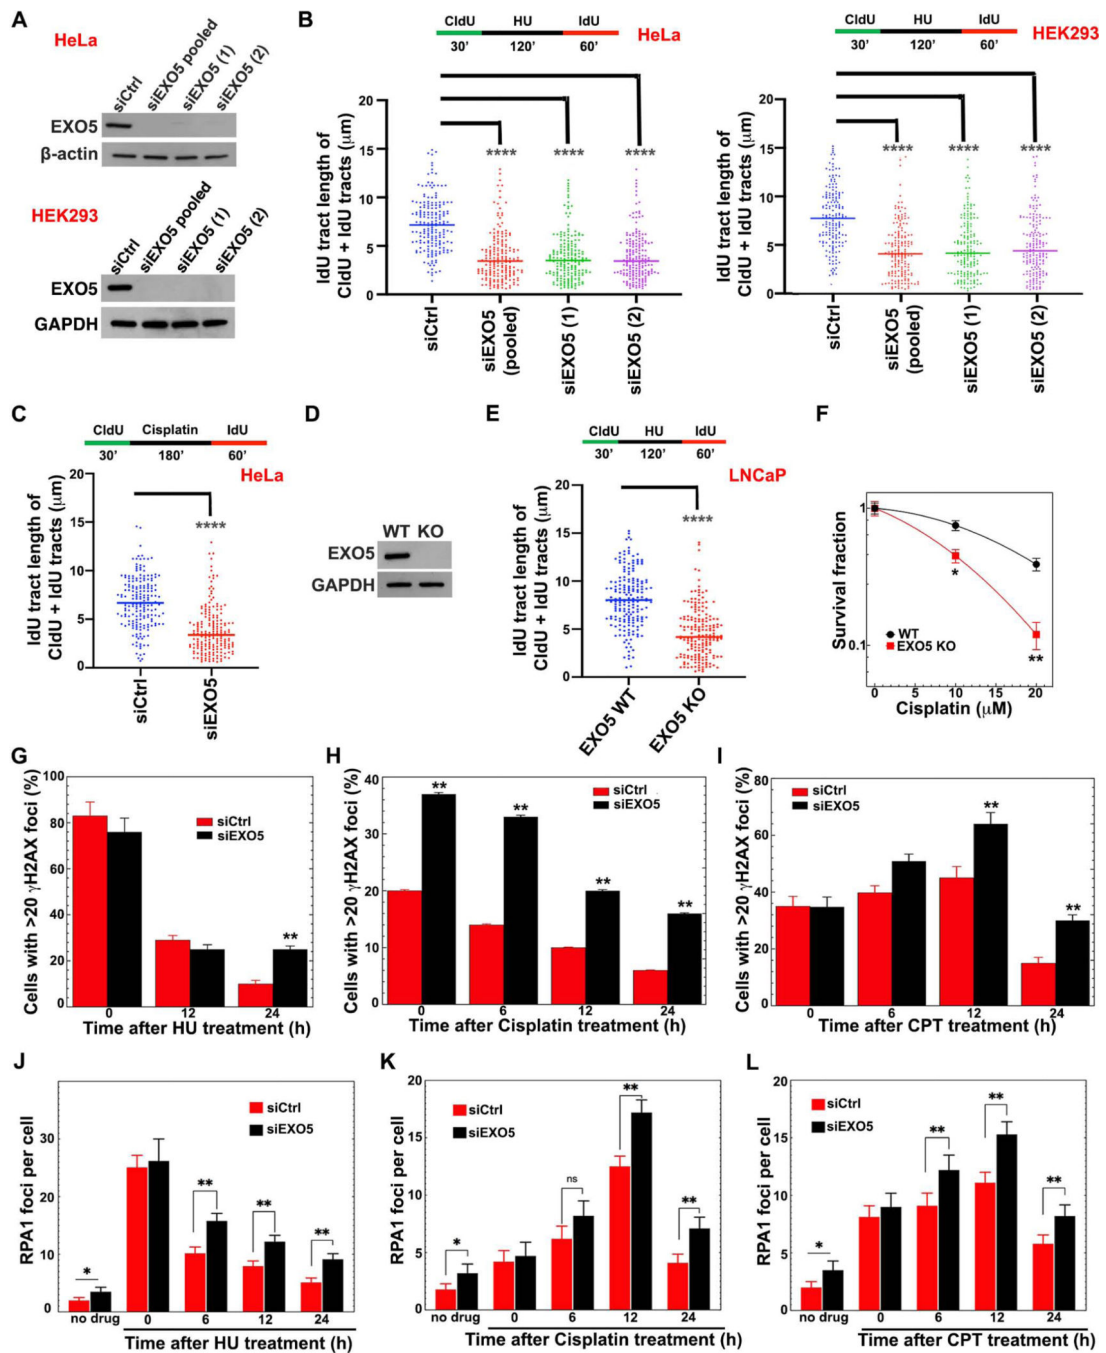 A
HeLa
siCtrl
siEXO5 pooled
siEXO5 (1)
siEXO5 (2)
EXO5
β-actin
HEK293
siCtrl
siEXO5 pooled
siEXO5 (1)
siEXO5 (2)
EXO5
GAPDH
B
CldU HU IdU
30' 120' 60'
HeLa
IdU tract length of
CldU + IdU tracts (μm)
20
15
10
5
0
**** **** ****
siCtrl
siEXO5
(pooled)
siEXO5 (1)
siEXO5 (2)
CldU HU IdU
30' 120' 60'
HEK293
IdU tract length of
CldU + IdU tracts (μm)
20
15
10
5
0
**** **** ****
siCtrl
siEXO5
(pooled)
siEXO5 (1)
siEXO5 (2)
C
CldU Cisplatin IdU
30' 180' 60'
HeLa
IdU tract length of
CldU + IdU tracts (μm)
20
15
10
5
0
****
siCtrl
siEXO5
D
WT KO
EXO5
GAPDH
E
CldU HU IdU
30' 120' 60'
LNCaP
IdU tract length of
CldU + IdU tracts (μm)
20
15
10
5
0
****
EXO5 WT
EXO5 KO
F
Survival fraction
1
0.1
*
**
WT
EXO5 KO
0 5 10 15 20
Cisplatin (μM)
G
Cells with >20 γH2AX foci (%)
100
80
60
40
20
0
siCtrl
siEXO5
**
0 12 24
Time after HU treatment (h)
H
Cells with >20 γH2AX foci (%)
40
30
20
10
0
siCtrl
siEXO5
** ** ** **
0 6 12 24
Time after Cisplatin treatment (h)
I
Cells with >20 γH2AX foci (%)
80
60
40
20
0
siCtrl
siEXO5
** **
0 6 12 24
Time after CPT treatment (h)
J
RPA1 foci per cell
30
20
10
0
siCtrl
siEXO5
* ** ** **
no drug 0 6 12 24
Time after HU treatment (h)
K
RPA1 foci per cell
20
15
10
5
0
siCtrl
siEXO5
* ns ** **
no drug 0 6 12 24
Time after Cisplatin treatment (h)
L
RPA1 foci per cell
20
15
10
5
0
siCtrl
siEXO5
* ** ** **
no drug 0 6 12 24
Time after CPT treatment (h)